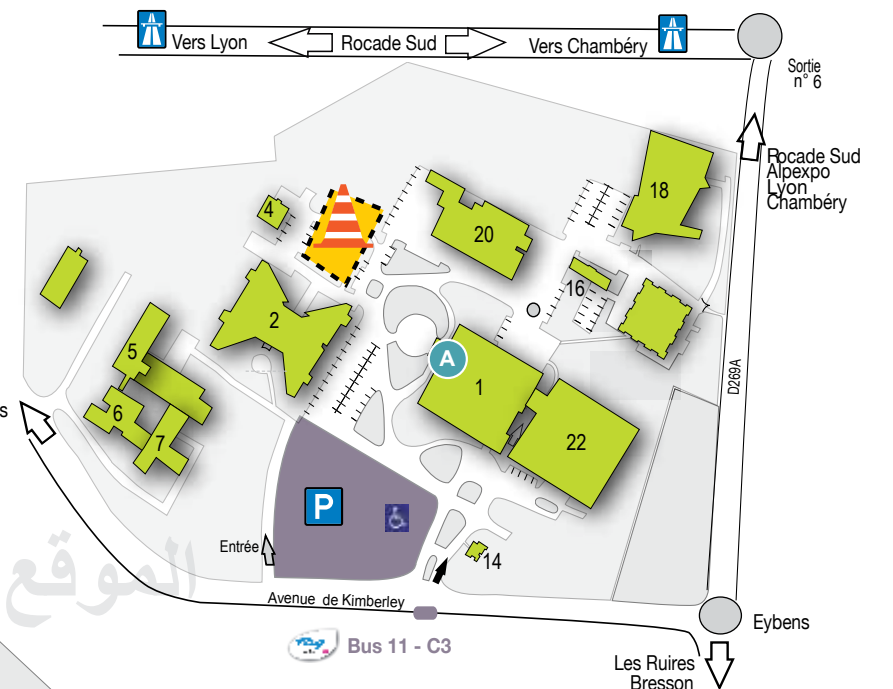 Vers Lyon
Rocade Sud
Vers Chambéry
Sortie
n° 6
Rocade Sud
Alpexpo
Lyon
Chambéry
18
4
20
16
2
5
A
1
D269A
6
7
22
s
P
14
Entrée
الموقع
Avenue de Kimberley
Eybens
Bus 11 - C3
Les Ruires
Bresson